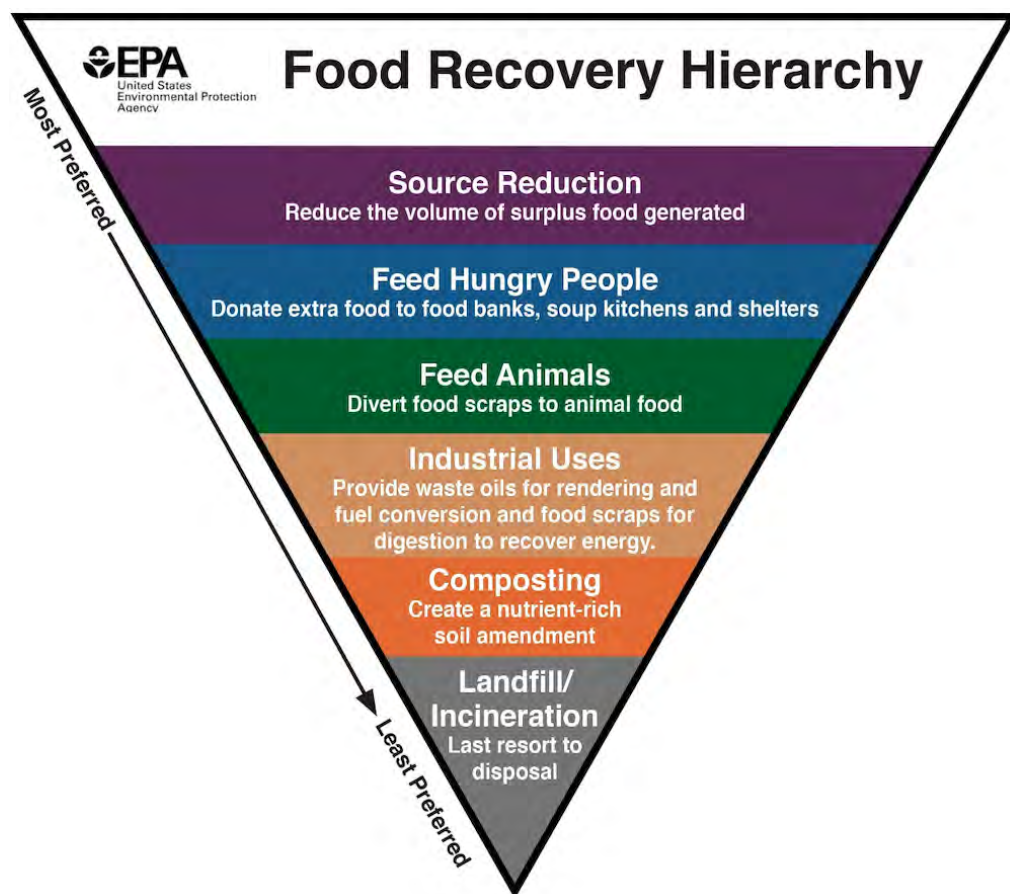 EPA
United States
Environmental Protection
Agency
Food Recovery Hierarchy
Most Preferred
Source Reduction
Reduce the volume of surplus food generated
Feed Hungry People
Donate extra food to food banks, soup kitchens and shelters
Feed Animals
Divert food scraps to animal food
Industrial Uses
Provide waste oils for rendering and
fuel conversion and food scraps for
digestion to recover energy.
Composting
Create a nutrient-rich
soil amendment
Landfill/
Incineration
Last resort to
disposal
Least Preferred